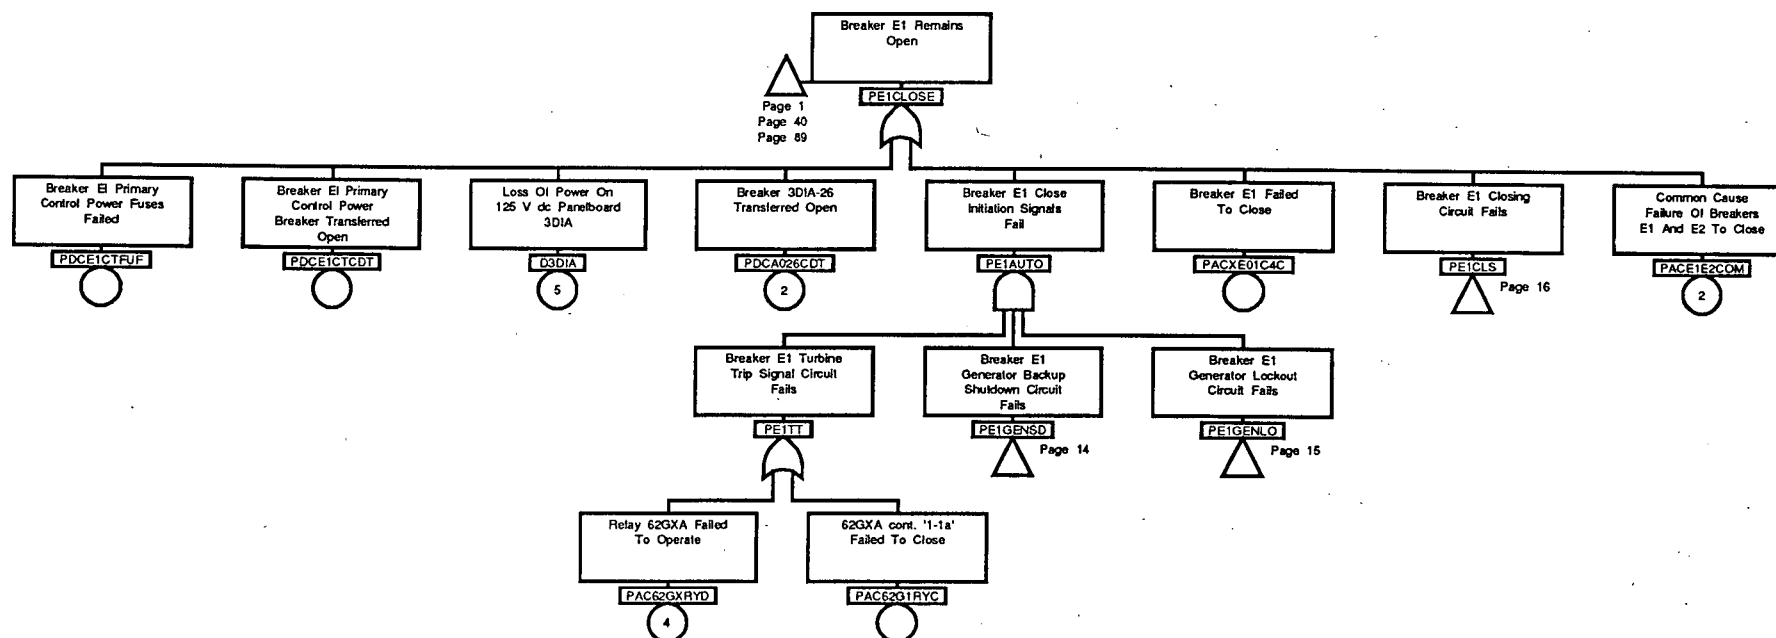 Breaker E1 Remains
Open
Page 1
Page 40
Page 89
PE1CLOSE
Breaker EI Primary
Control Power Fuses
Failed
PDCE1CTFUF
Breaker EI Primary
Control Power
Breaker Transferred
Open
PDCE1CTCDT
Loss OI Power On
125 V dc Panelboard
3DIA
D3DIA
5
Breaker 3DIA-26
Transferred Open
PDCA026CDT
2
Breaker E1 Close
Initiation Signals
Fail
PE1AUTO
Breaker E1 Failed
To Close
PACXE01C4C
Breaker E1 Closing
Circuit Fails
PE1CLS
Page 16
Common Cause
Failure OI Breakers
E1 And E2 To Close
PACE1E2COM
2
Breaker E1 Turbine
Trip Signal Circuit
Fails
PE1TT
Breaker E1
Generator Backup
Shutdown Circuit
Fails
PE1GENSD
Page 14
Breaker E1
Generator Lockout
Circuit Fails
PE1GENLO
Page 15
Relay 62GXA Failed
To Operate
PAC62GXRYD
4
62GXA cont. '1-1a'
Failed To Close
PAC62G1RYC